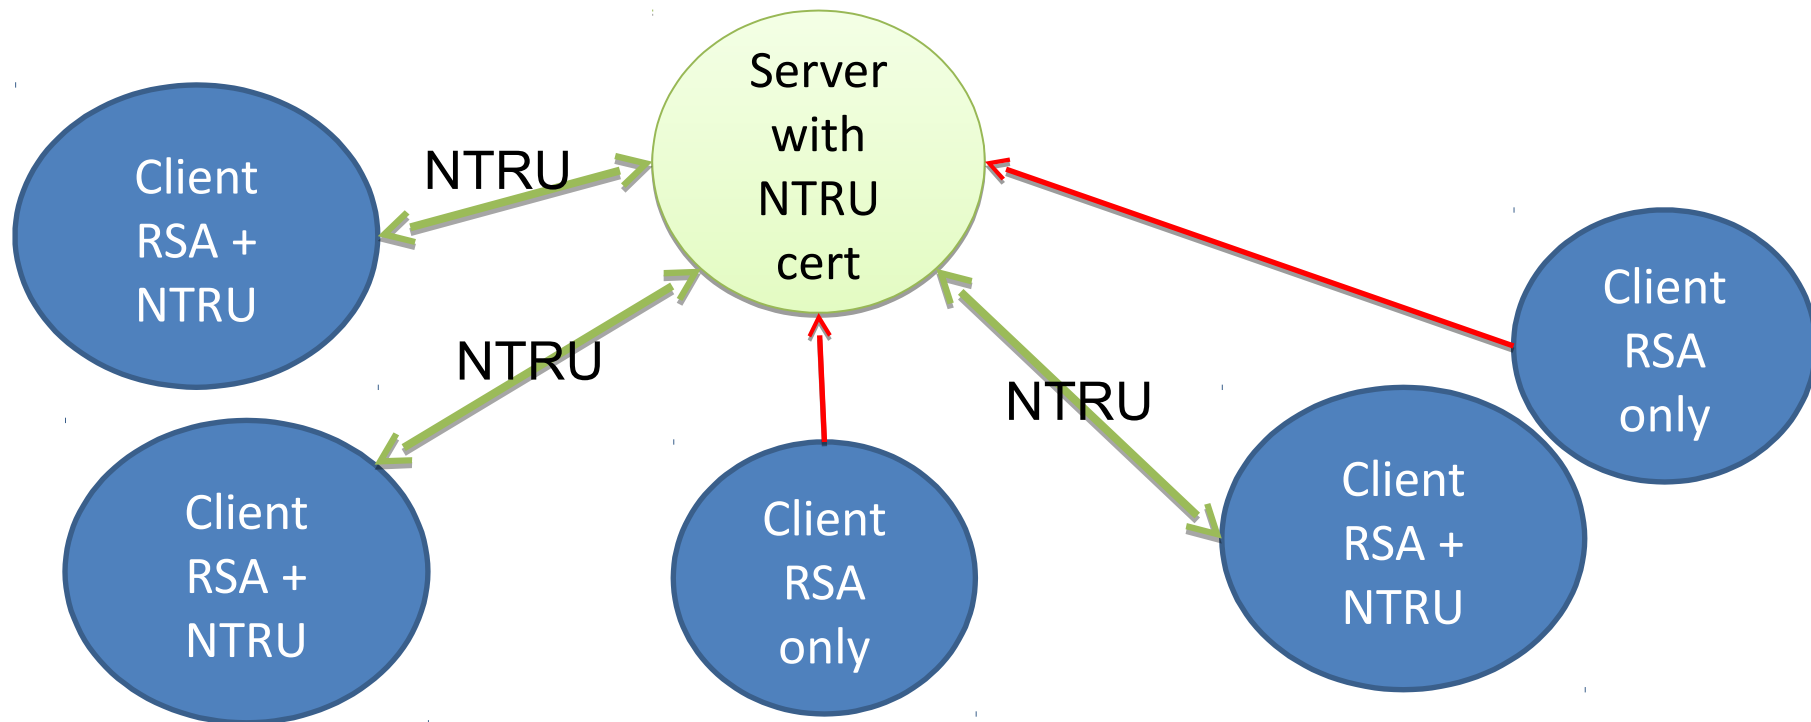 Server
with
NTRU
cert
NTRU
Client
RSA +
NTRU
NTRU
Client
RSA +
NTRU
Client
RSA
only
NTRU
Client
RSA +
NTRU
Client
RSA
only